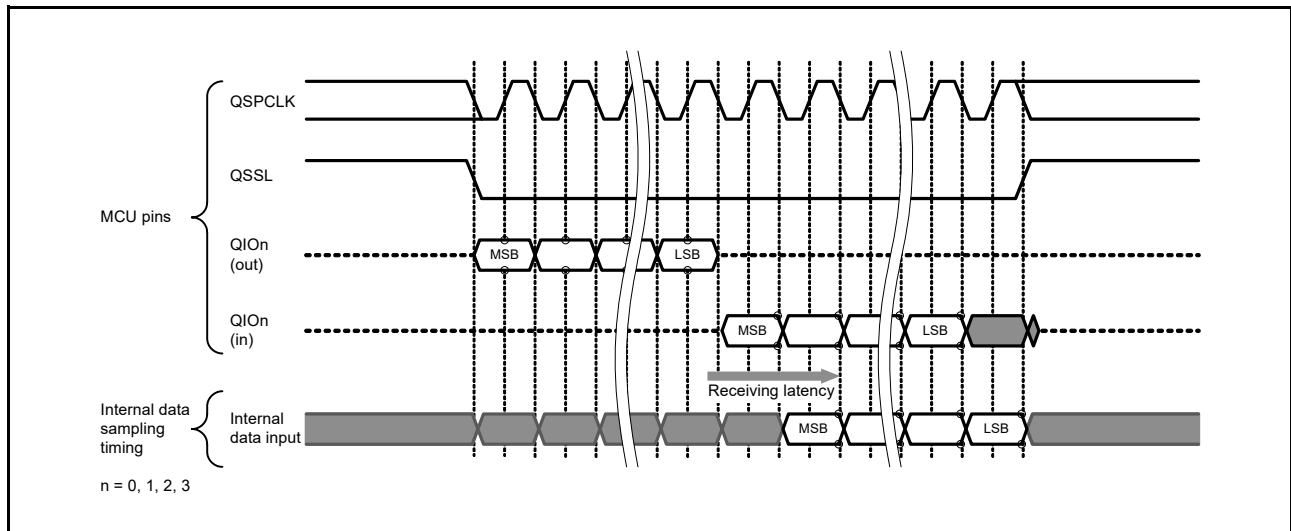 QSPCLK
QSSL
MCU pins
QIOn
(out)
MSB
LSB
QIOn
(in)
MSB
LSB
Receiving latency
Internal data
sampling
timing
Internal
data input
MSB
LSB
n = 0, 1, 2, 3